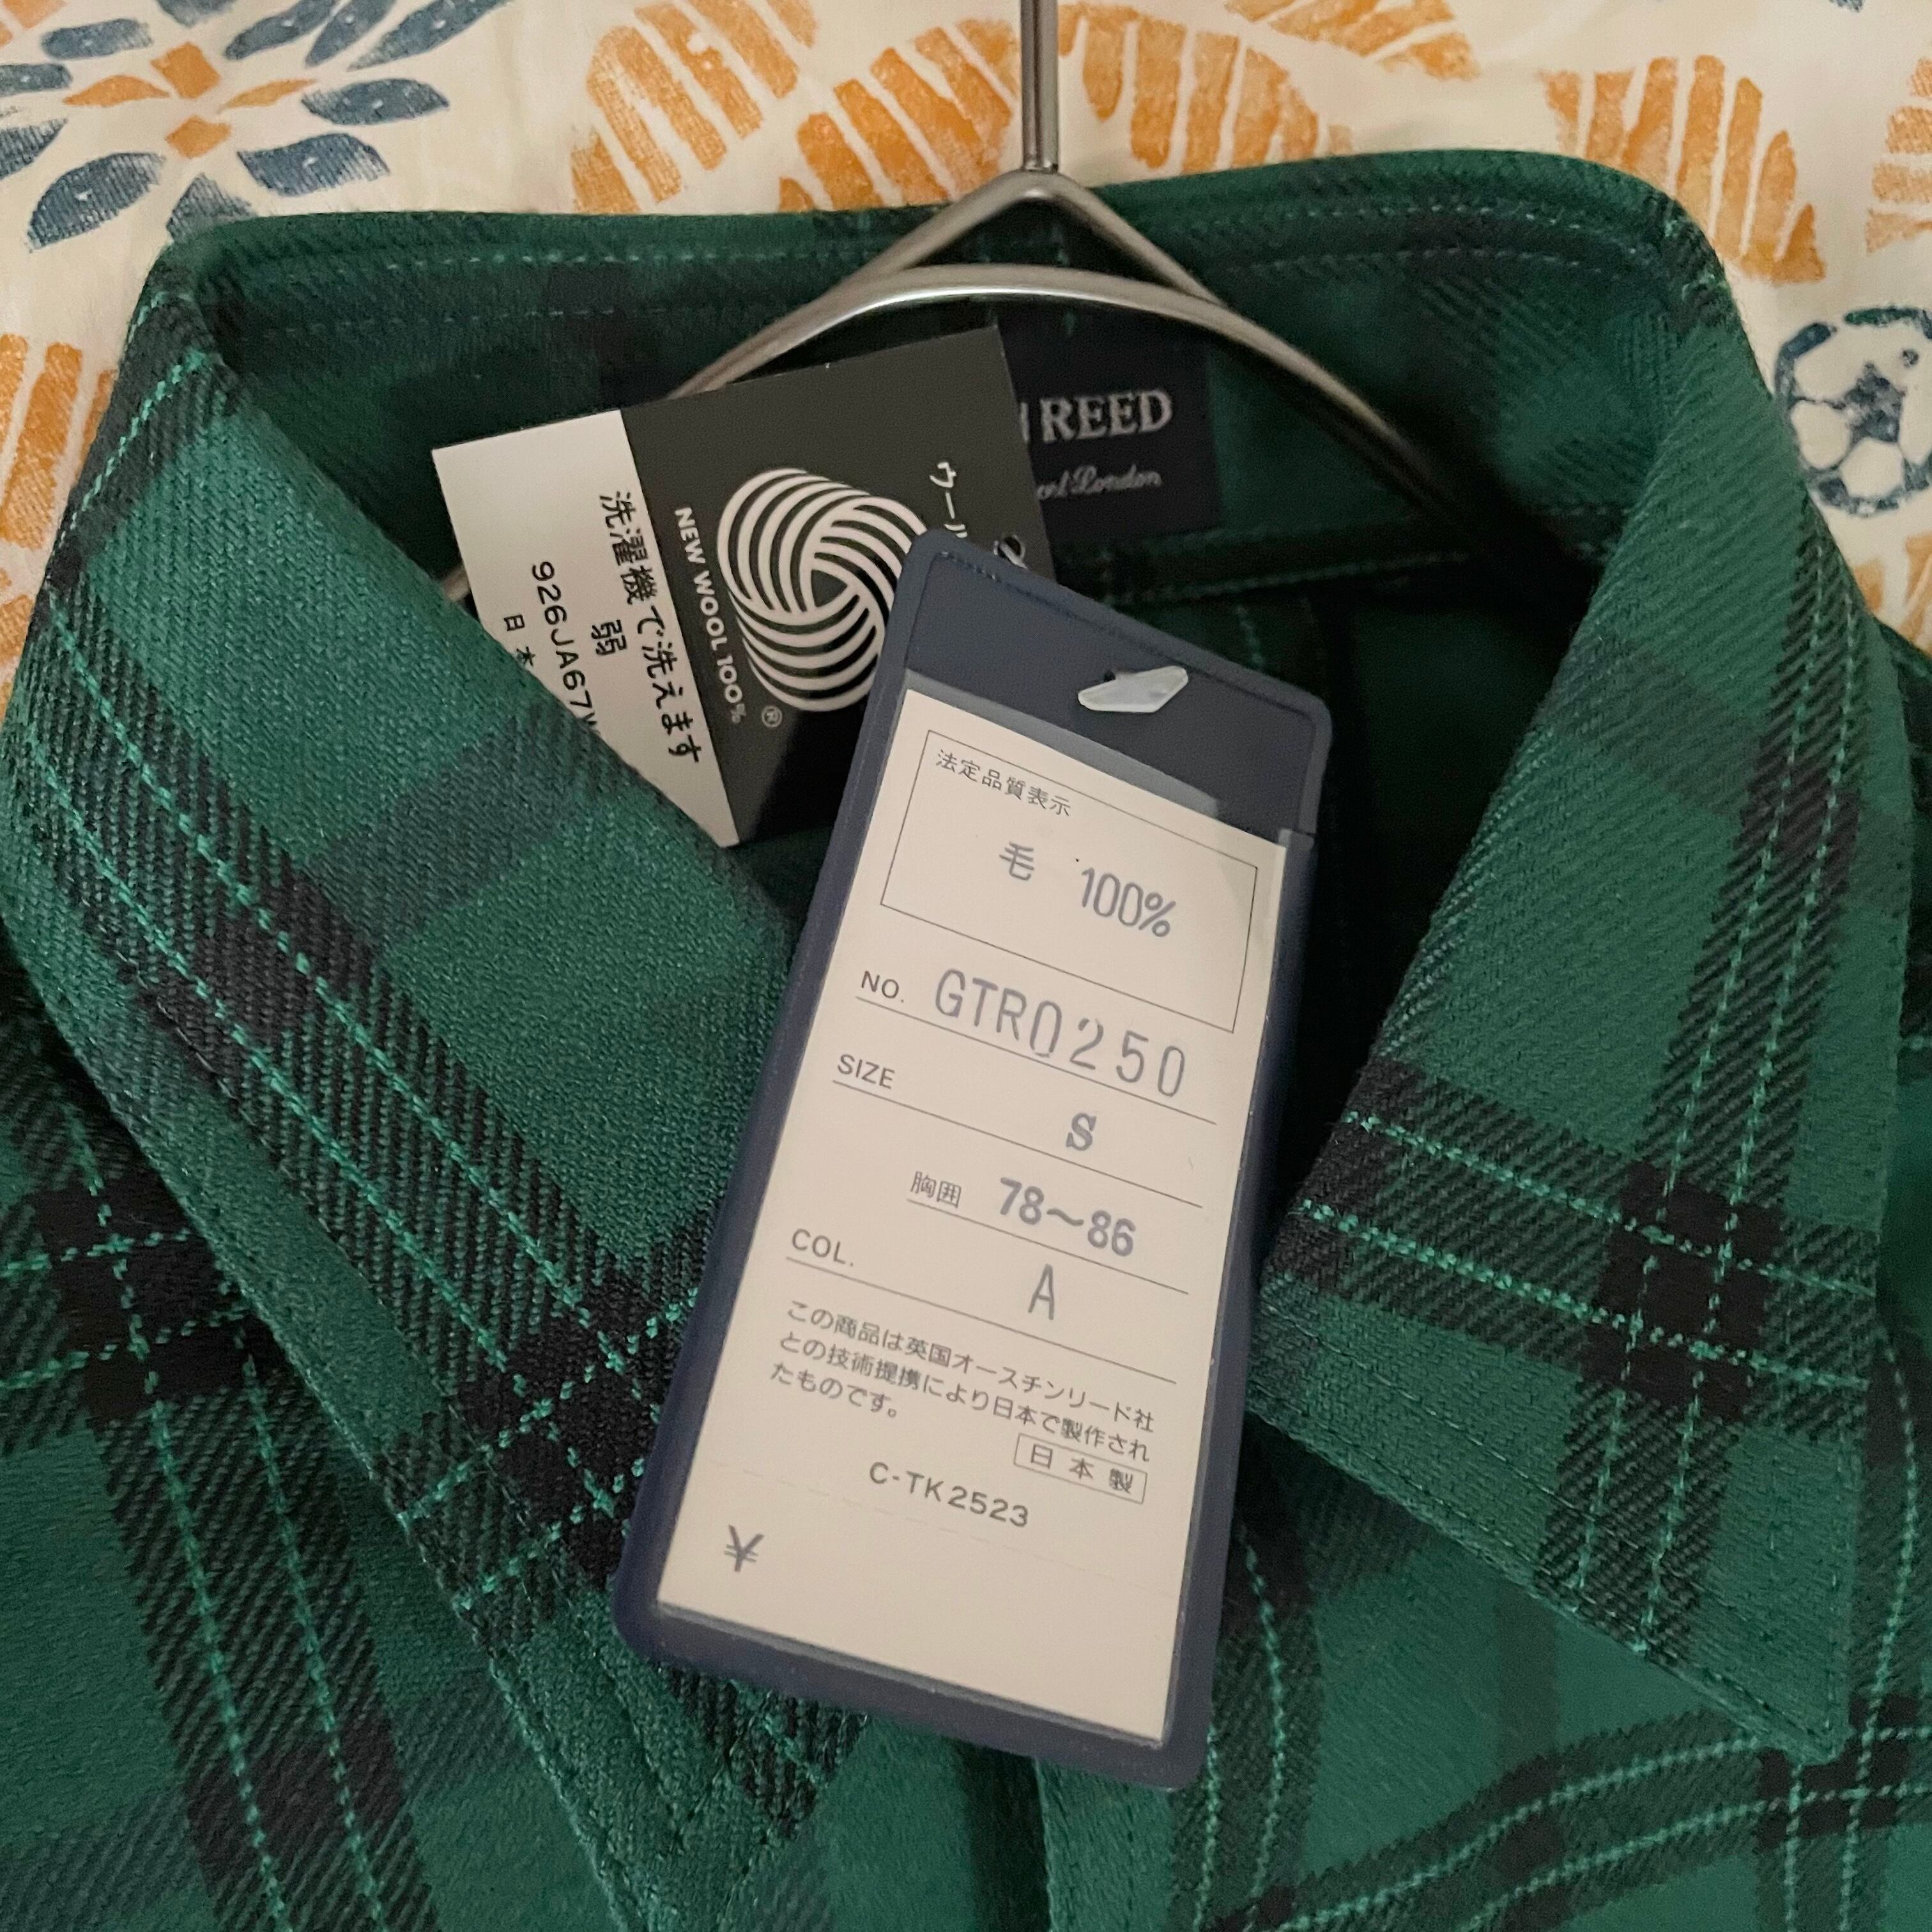 REED
London
ウール
NEW WOOL 100%
®
洗濯機で洗えます
弱
926JA67
日本
法定品質表示
毛 100%
NO. GTR0250
SIZE S
胸囲 78~86
COL. A
この商品は英国オースチンリード社
との技術提携により日本で製作され
たものです。
日本製
C-TK2523
¥